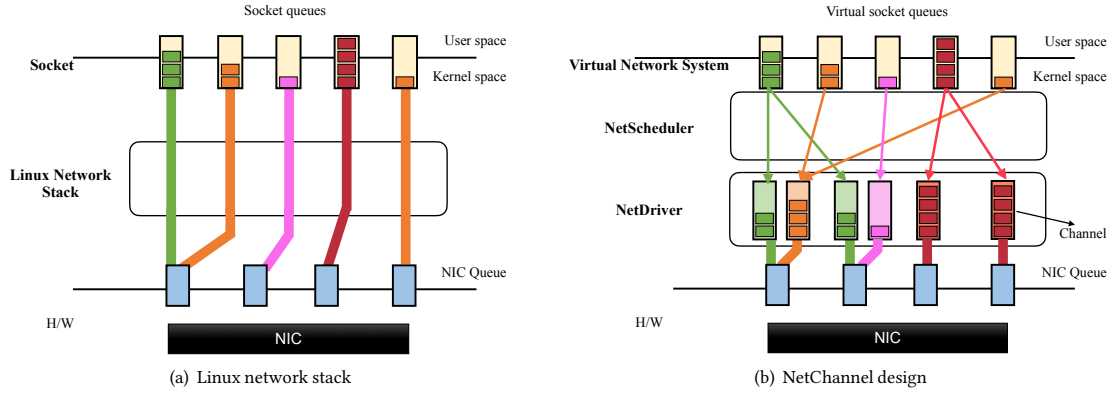 Socket queues
User space
Socket
Kernel space
Linux Network
Stack
NIC Queue
H/W
NIC
(a) Linux network stack
Virtual socket queues
User space
Virtual Network System
Kernel space
NetScheduler
NetDriver
Channel
NIC Queue
H/W
NIC
(b) NetChannel design